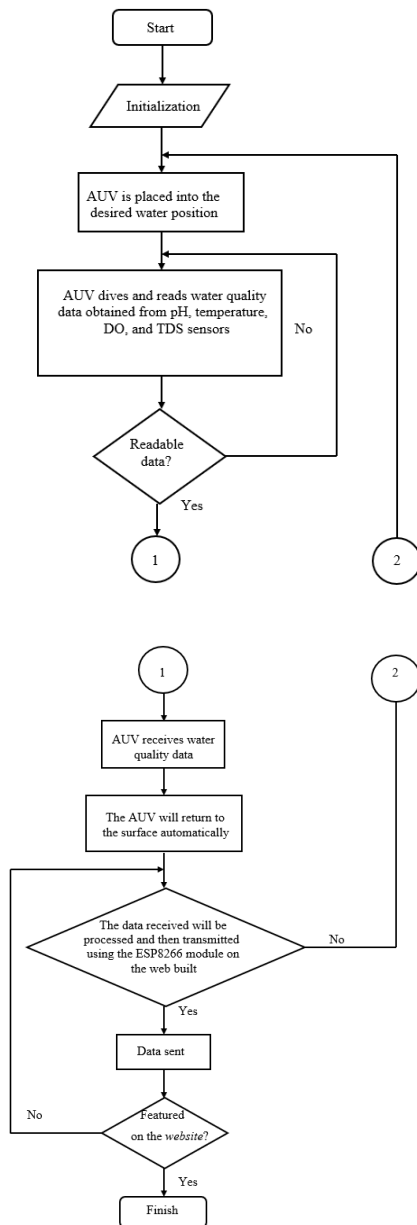 Start
Initialization
AUV is placed into the
desired water position
AUV dives and reads water quality
data obtained from pH, temperature,
DO, and TDS sensors
No
Readable
data?
Yes
1
2
1
2
AUV receives water
quality data
The AUV will return to
the surface automatically
The data received will be
processed and then transmitted
using the ESP8266 module on
the web built
No
Yes
Data sent
No
Featured
on the website?
Yes
Finish